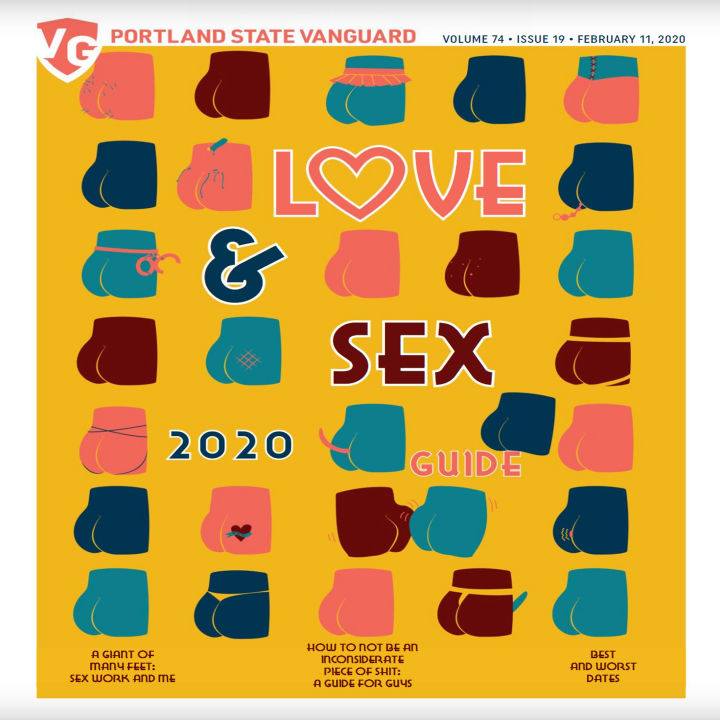 VG
PORTLAND STATE VANGUARD
VOLUME 74 • ISSUE 19 • FEBRUARY 11, 2020
LOVE
&
SEX
2020
GUIDE
A GIANT OF
MANY FEET:
SEX WORK AND ME
HOW TO NOT BE AN
INCONSIDERATE
PIECE OF SHIT:
A GUIDE FOR GUYS
BEST
AND WORST
DATES